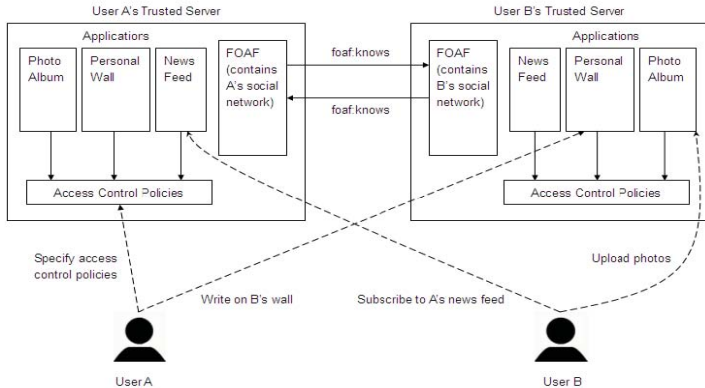 User A's Trusted Server
User B's Trusted Server
Applications
Photo
Album
Personal
Wall
News
Feed
FOAF
(contains
A's social
network)
foaf:knows
foaf:knows
FOAF
(contains
B's social
network)
Applications
News
Feed
Personal
Wall
Photo
Album
Access Control Policies
Access Control Policies
Specify access
control policies
Write on B's wall
Subscribe to A's news feed
Upload photos
User A
User B